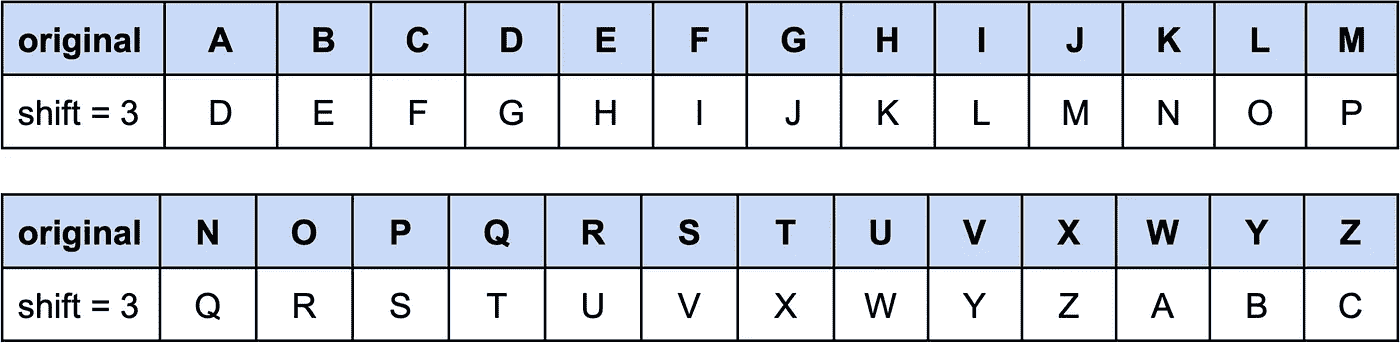 original A B C D E F G H I J K L M
shift = 3 D E F G H I J K L M N O P
original N O P Q R S T U V X W Y Z
shift = 3 Q R S T U V X W Y Z A B C